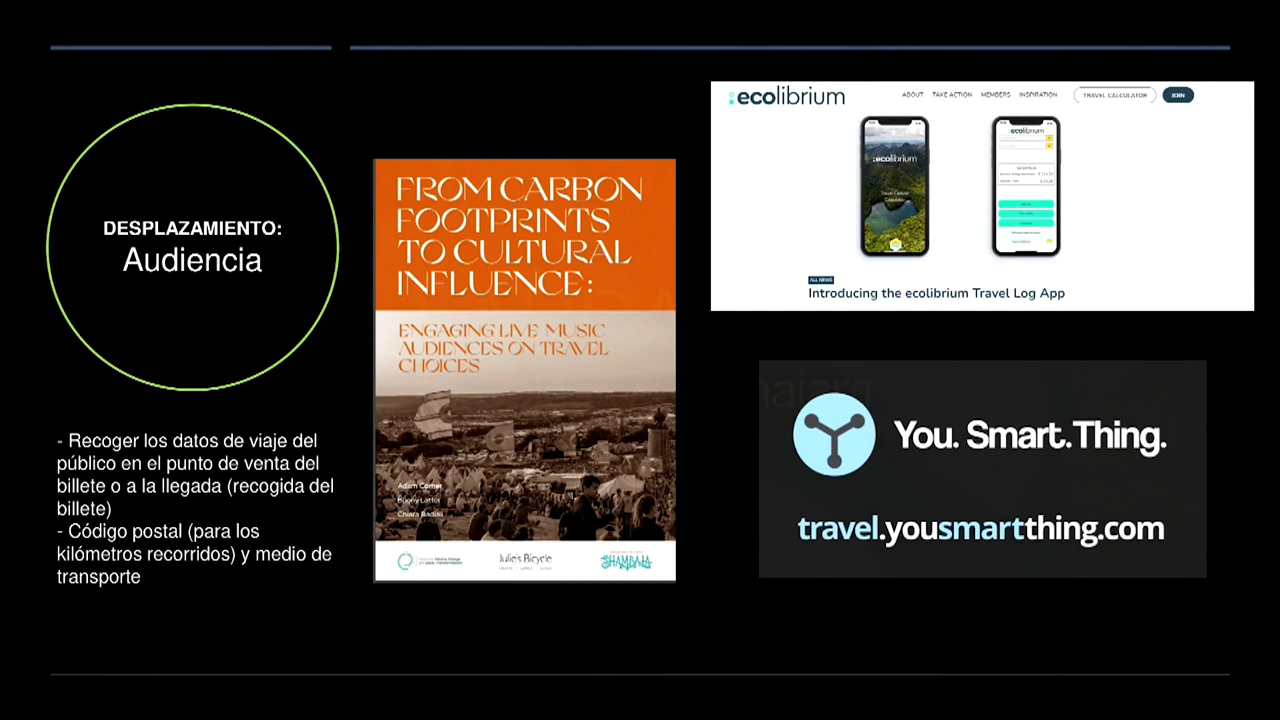 DESPLAZAMIENTO:
Audiencia
- Recoger los datos de viaje del
público en el punto de venta del
billete o a la llegada (recogida del
billete)
- Código postal (para los
kilómetros recorridos) y medio de
transporte
FROM CARBON
FOOTPRINTS
TO CULTURAL
INFLUENCE:
ENGAGING LIVE MUSIC
AUDIENCES ON TRAVEL
CHOICES
Adam Corner
Chiara Badiali
Julie's Bicycle
SHAMBALA
:ecolibrium
ABOUT TAKE ACTION MEMBERS INSPIRATION TRAVEL CALCULATOR JOIN
:ecolibrium
Travel Carbon
Calculator
:ecolibrium
ALL NEWS
Introducing the ecolibrium Travel Log App
You. Smart. Thing.
travel.yousmartthing.com